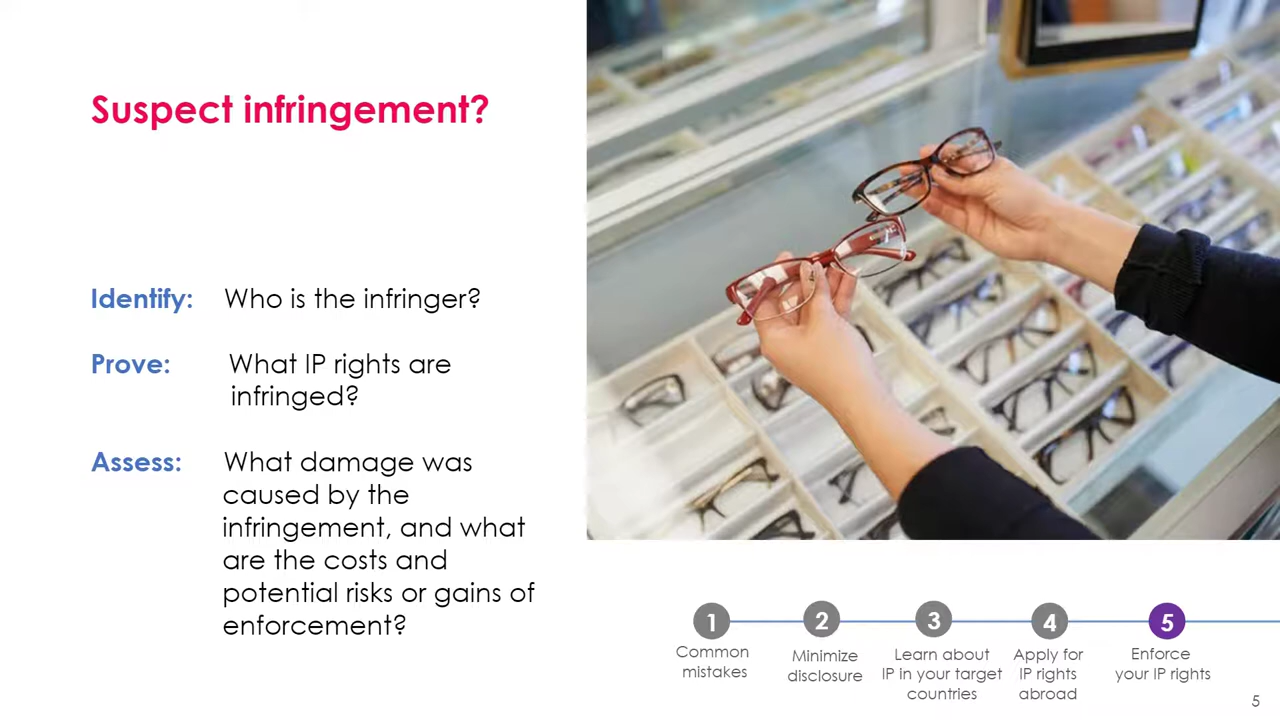 Suspect infringement?
Identify: Who is the infringer?
Prove: What IP rights are
infringed?
Assess: What damage was
caused by the
infringement, and what
are the costs and
potential risks or gains of
enforcement?
1
Common
mistakes
2
Minimize
disclosure
3
Learn about
IP in your target
countries
4
Apply for
IP rights
abroad
5
Enforce
your IP rights
5